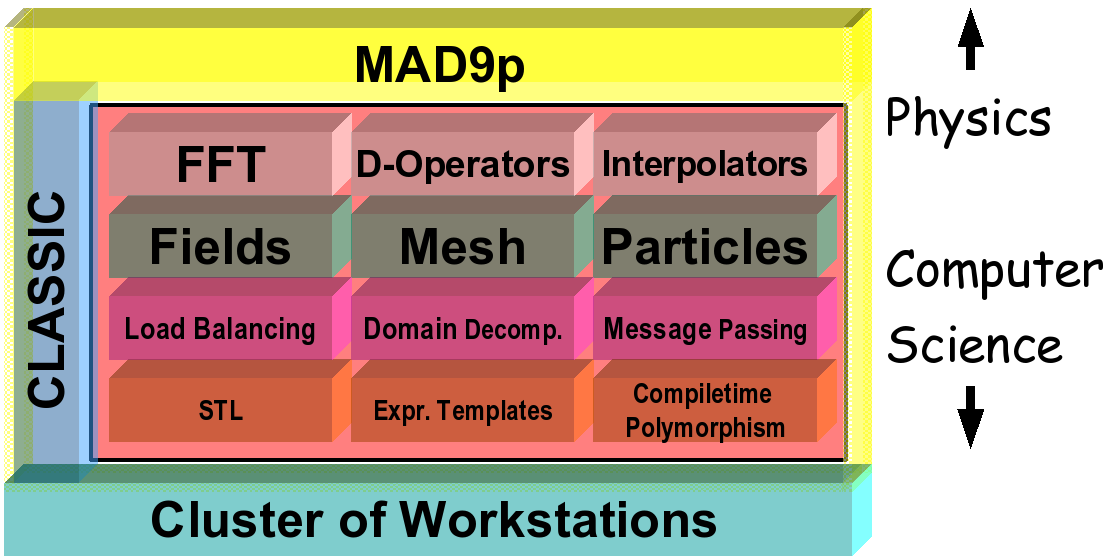 MAD9p
CLASSIC
FFT
D-Operators
Interpolators
Fields
Mesh
Particles
Load Balancing
Domain Decomp.
Message Passing
STL
Expr. Templates
Compiletime
Polymorphism
Cluster of Workstations
Physics
Computer
Science